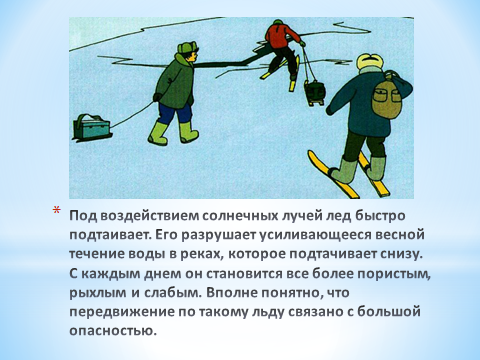 * Под воздействием солнечных лучей лед быстро
подтаивает. Его разрушает усиливающееся весной
течение воды в реках, которое подтачивает снизу.
С каждым днем он становится все более пористым,
рыхлым и слабым. Вполне понятно, что
передвижение по такому льду связано с большой
опасностью.